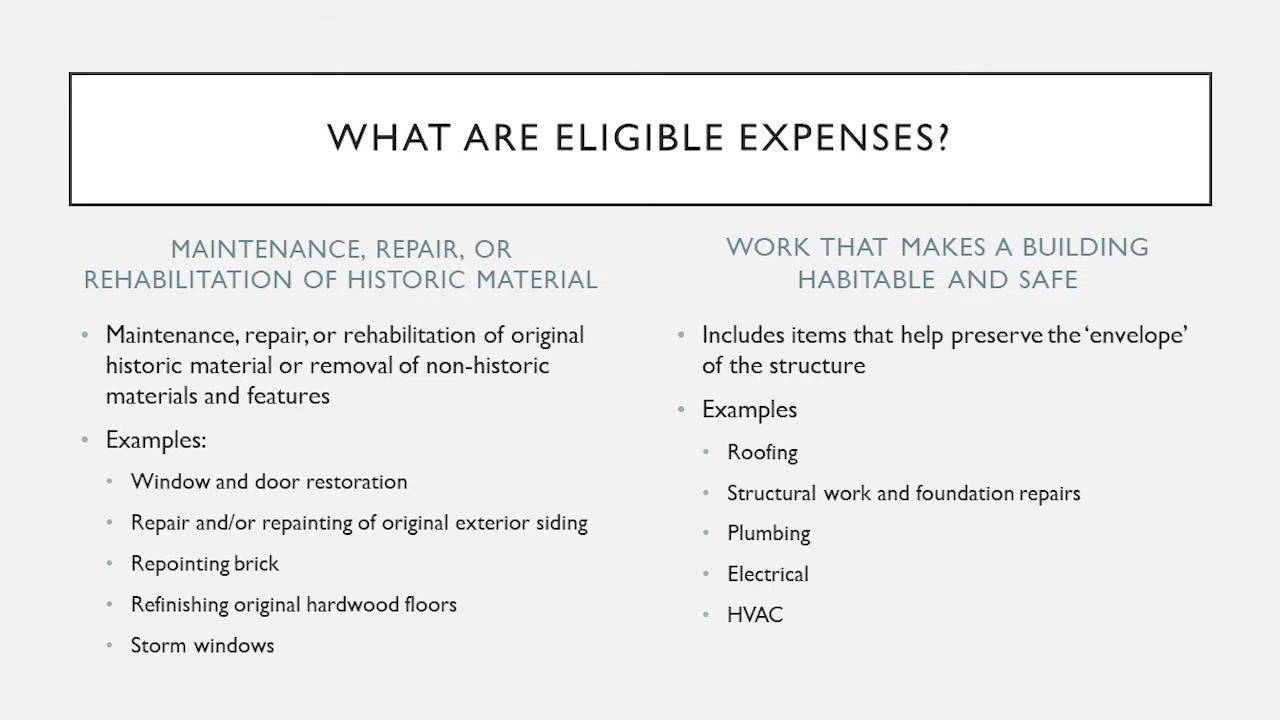 WHAT ARE ELIGIBLE EXPENSES?
MAINTENANCE, REPAIR, OR
REHABILITATION OF HISTORIC MATERIAL
• Maintenance, repair, or rehabilitation of original
historic material or removal of non-historic
materials and features
• Examples:
• Window and door restoration
• Repair and/or repainting of original exterior siding
• Repointing brick
• Refinishing original hardwood floors
• Storm windows
WORK THAT MAKES A BUILDING
HABITABLE AND SAFE
• Includes items that help preserve the ‘envelope’
of the structure
• Examples
• Roofing
• Structural work and foundation repairs
• Plumbing
• Electrical
• HVAC